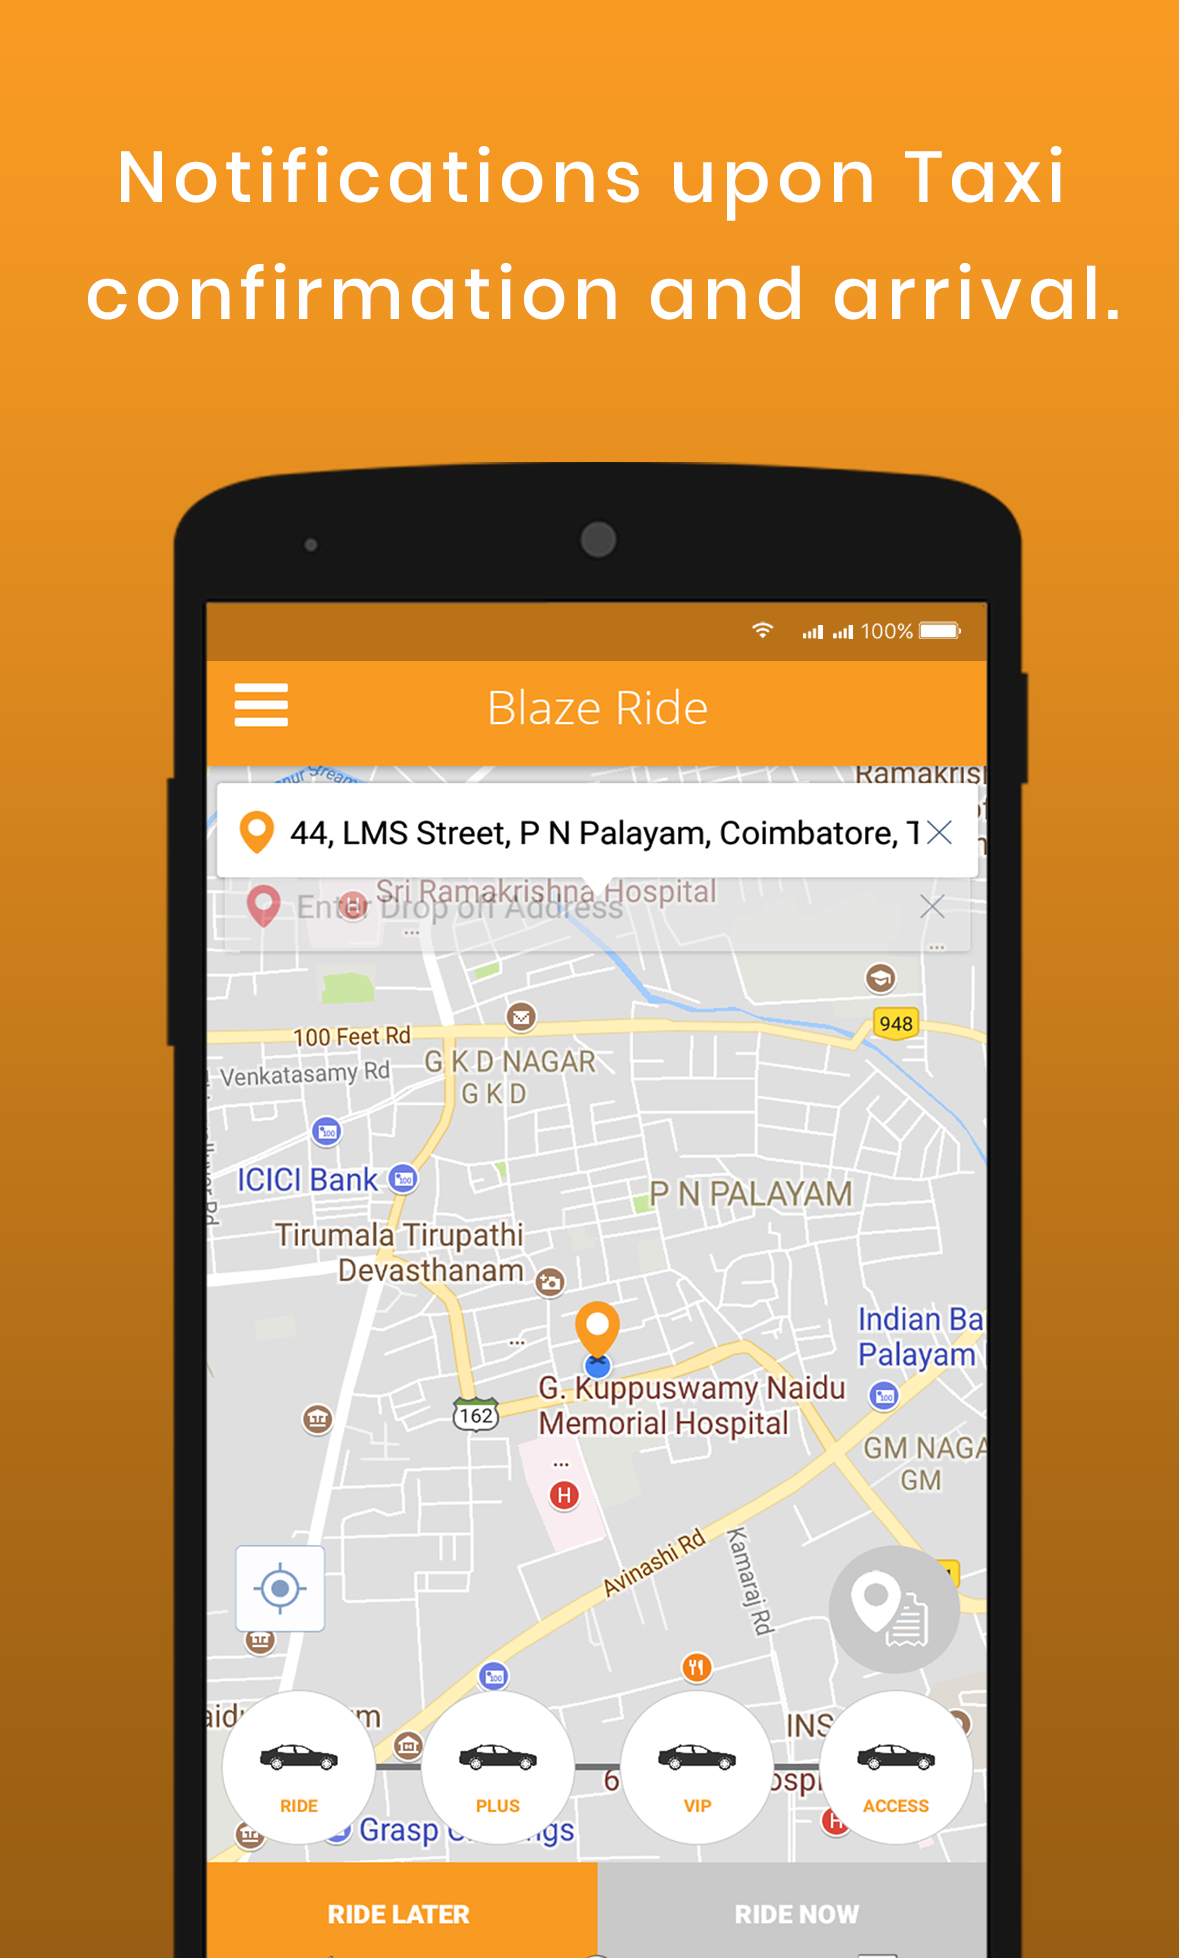 Notifications upon Taxi
confirmation and arrival.
100%
Blaze Ride
44, LMS Street, P N Palayam, Coimbatore, T
Sri Ramakrishna Hospital
Enter Drop off Address
948
100 Feet Rd
Venkatasamy Rd
G K D NAGAR
G K D
ICICI Bank
P N PALAYAM
Tirumala Tirupathi
Devasthanam
Indian Ba
Palayam
G. Kuppuswamy Naidu
Memorial Hospital
162
GM NAGA
GM
H
Avinashi Rd
Kamaraj Rd
INS
RIDE
PLUS
VIP
ACCESS
RIDE LATER
RIDE NOW